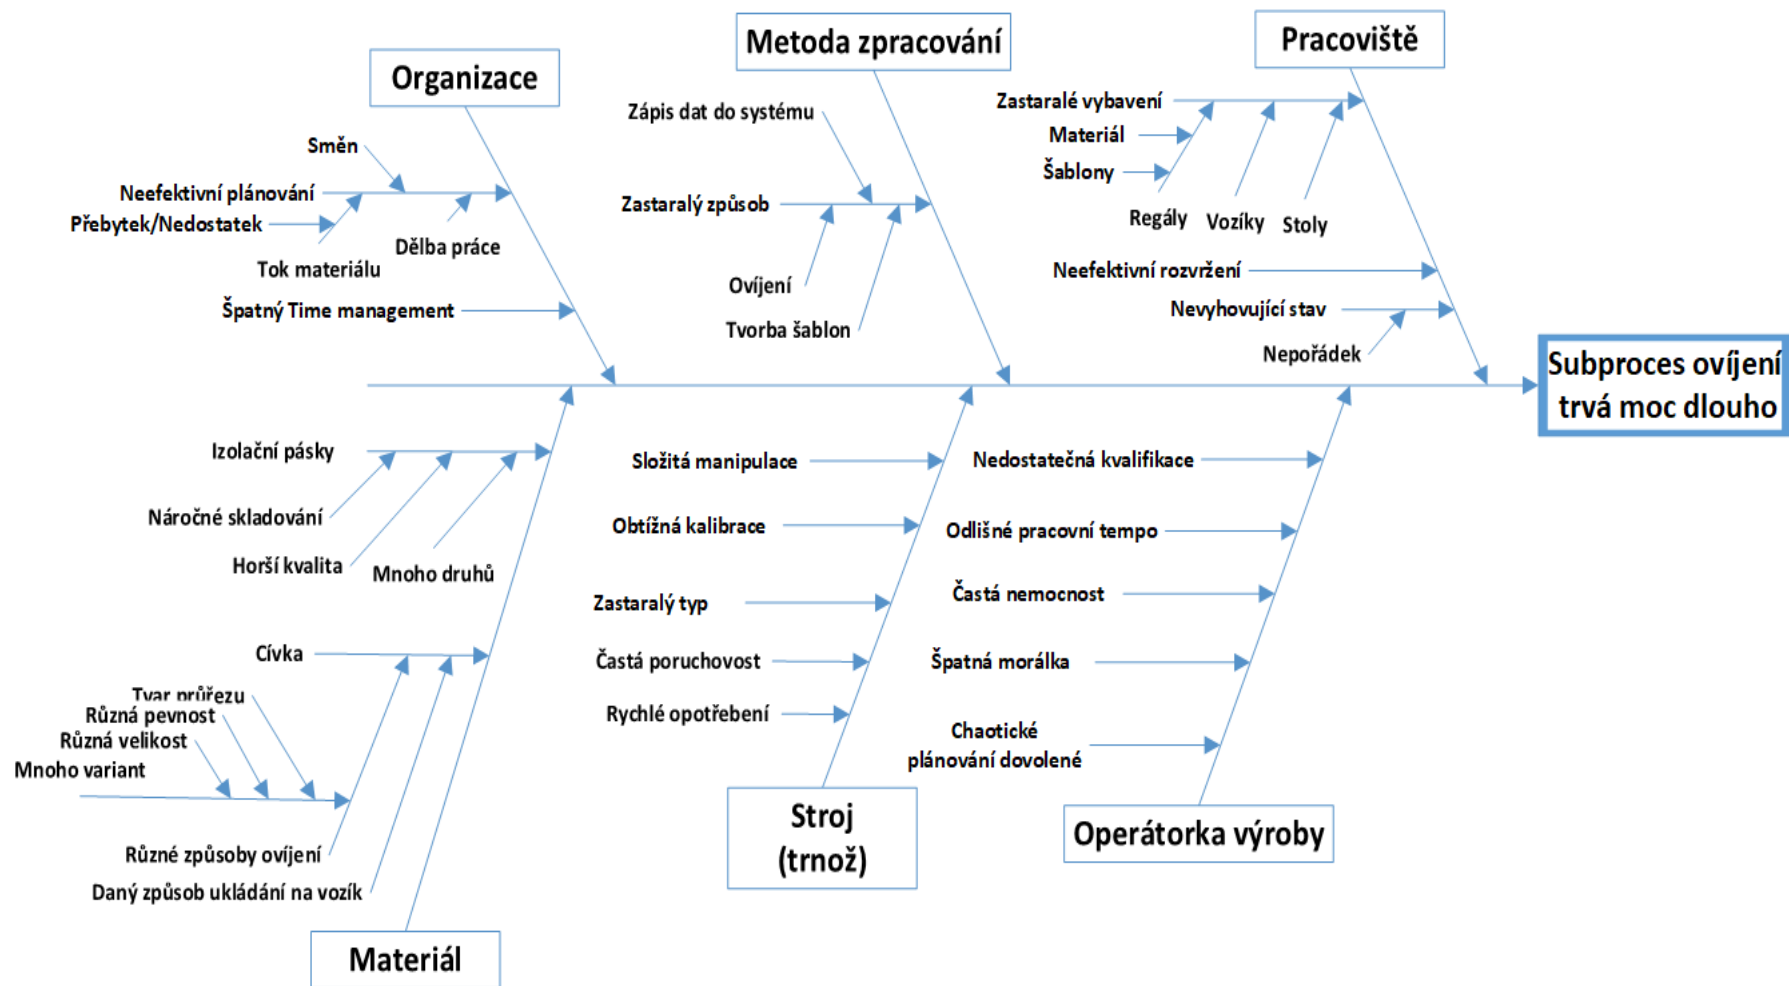 Organizace
Směn
Neefektivní plánování
Přebytek/Nedostatek
Tok materiálu
Dělba práce
Špatný Time management
Metoda zpracování
Zápis dat do systému
Zastaralý způsob
Ovíjení
Tvorba šablon
Pracoviště
Zastaralé vybavení
Materiál
Šablony
Regály
Vozíky
Stoly
Neefektivní rozvržení
Nevyhovující stav
Nepořádek
Subproces ovíjení
trvá moc dlouho
Izolační pásky
Náročné skladování
Horší kvalita
Mnoho druhů
Cívka
Tvar průřezu
Různá pevnost
Různá velikost
Mnoho variant
Různé způsoby ovíjení
Daný způsob ukládání na vozík
Materiál
Složitá manipulace
Obtížná kalibrace
Zastaralý typ
Častá poruchovost
Rychlé opotřebení
Stroj
(trnož)
Nedostatečná kvalifikace
Odlišné pracovní tempo
Častá nemocnost
Špatná morálka
Chaotické
plánování dovolené
Operátorka výroby